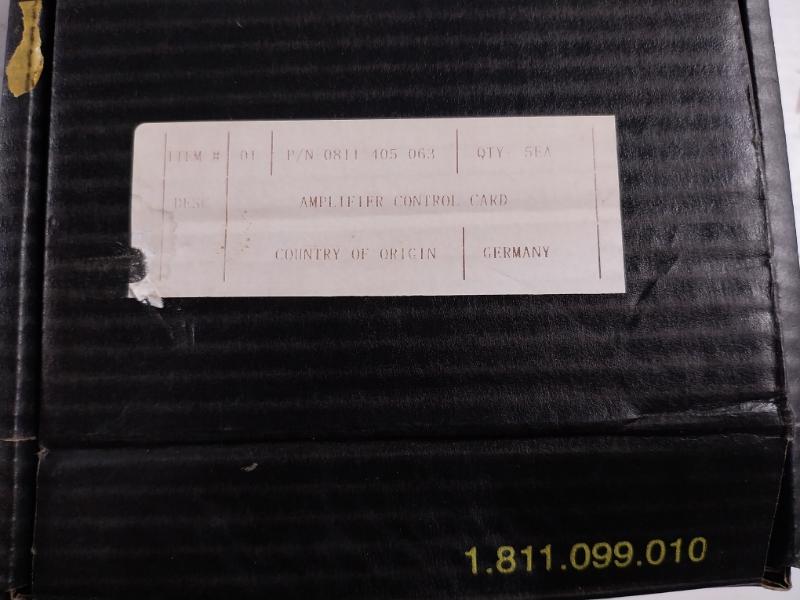 ITEM # 01 P/N 0811 405 063 QTY 5EA
DESC AMPLIFIER CONTROL CARD
COUNTRY OF ORIGIN GERMANY
1.811.099.010